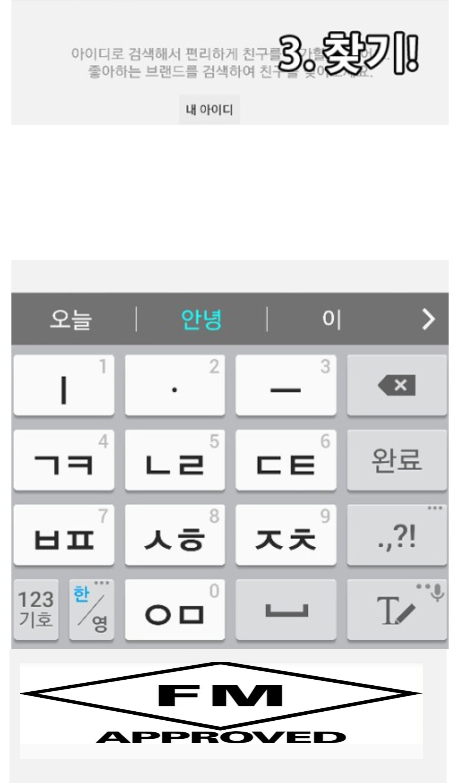 3. 찾기!
아이디로 검색해서 편리하게 친구를
좋아하는 브랜드를 검색하여 친구를
내 아이디
오늘 안녕 이
ㅣ 1 · 2 ㅡ 3
ㄱㅋ 4 ㄴㄹ 5 ㄷㅌ 6 완료
ㅂㅍ 7 ㅅㅎ 8 ㅈㅊ 9 .,?!
123 기호 한/영 ㅇㅁ 0 T
FM
APPROVED